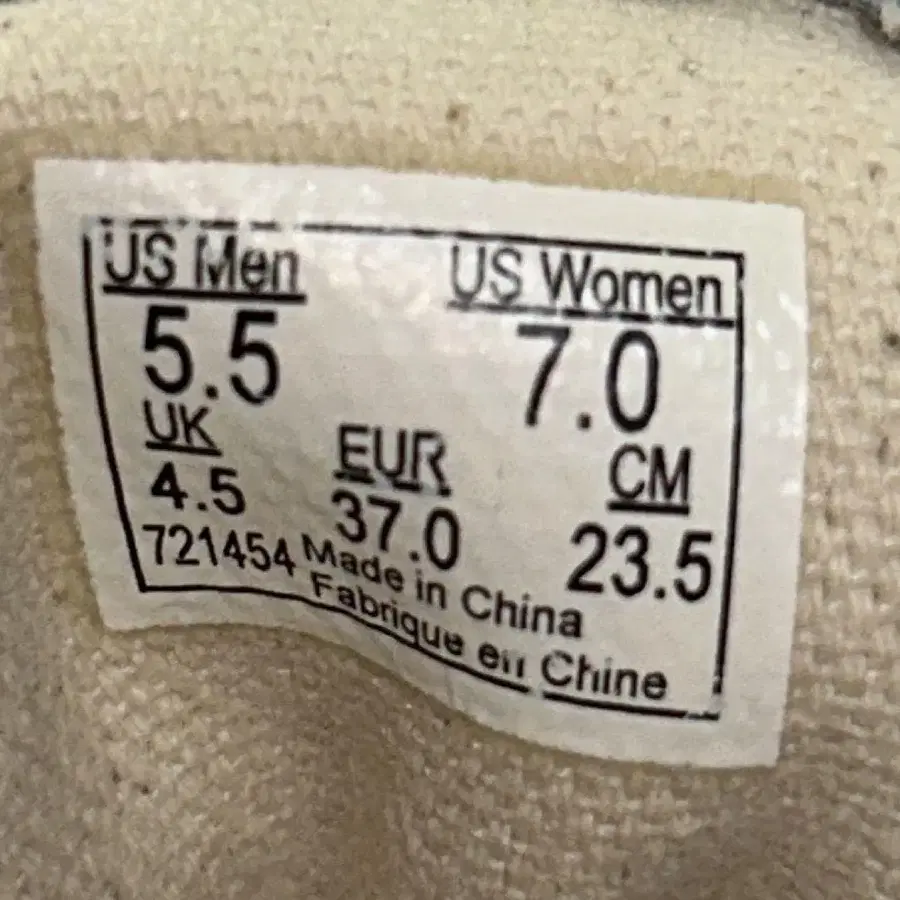 US Men US Women
5.5 7.0
UK EUR CM
4.5 37.0 23.5
721454 Made in China
Fabrique en Chine